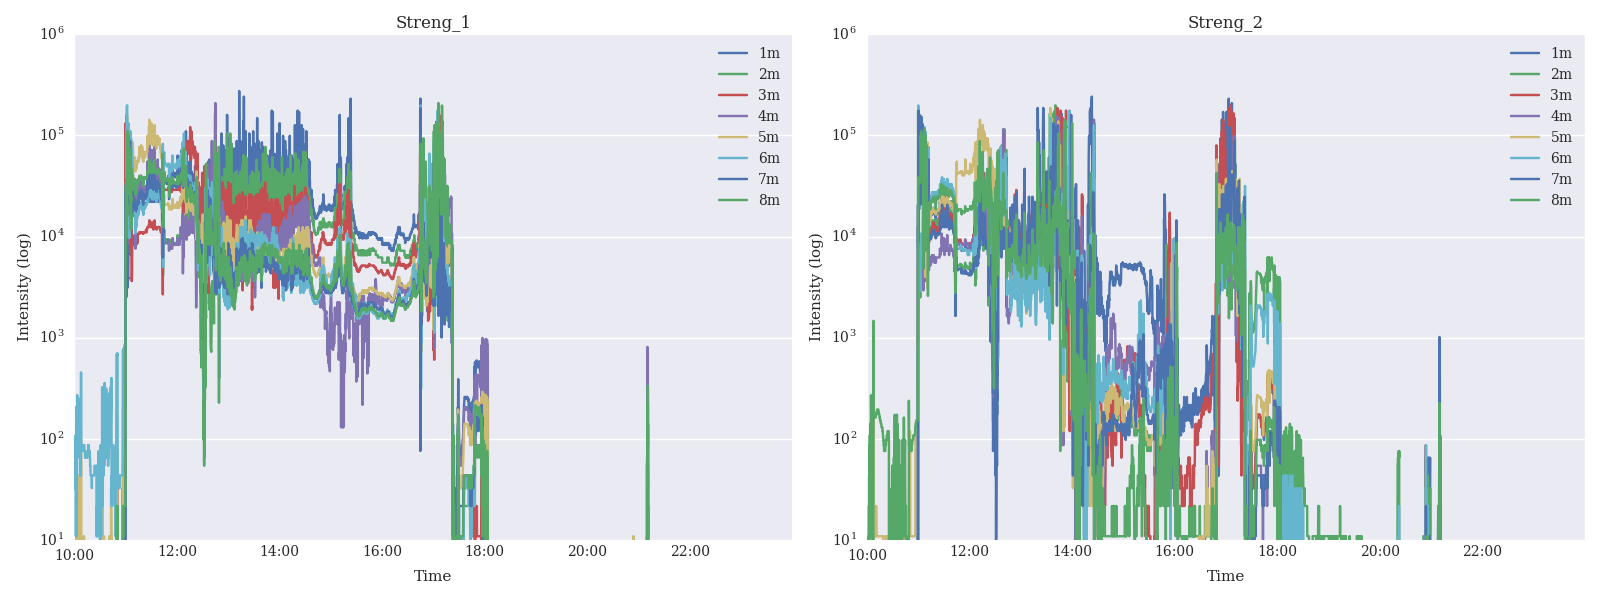 Streng_1
Intensity (log)
10^6
10^5
10^4
10^3
10^2
10^1
1m
2m
3m
4m
5m
6m
7m
8m
10:00
12:00
14:00
16:00
18:00
20:00
22:00
Time
Streng_2
Intensity (log)
10^6
10^5
10^4
10^3
10^2
10^1
1m
2m
3m
4m
5m
6m
7m
8m
10:00
12:00
14:00
16:00
18:00
20:00
22:00
Time